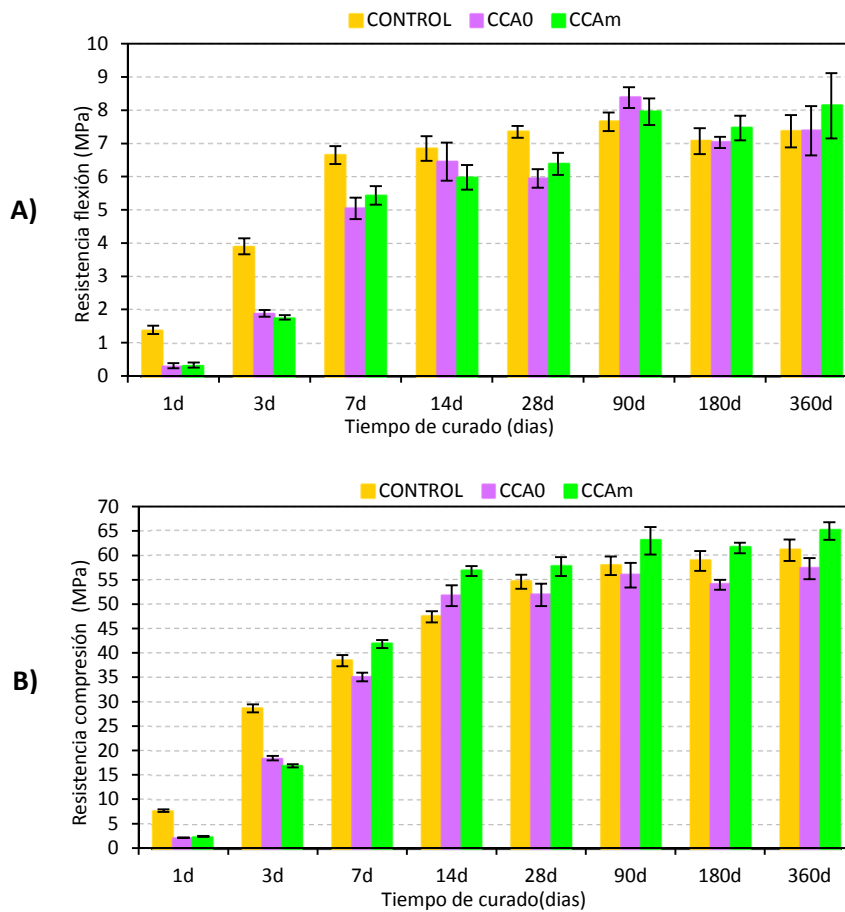 CONTROL CCA0 CCAm
10
9
8
7
6
5
4
3
2
1
0
Resistencia flexión (MPa)
A)
1d 3d 7d 14d 28d 90d 180d 360d
Tiempo de curado (dias)
CONTROL CCA0 CCAm
70
65
60
55
50
45
40
35
30
25
20
15
10
5
0
Resistencia compresión (MPa)
B)
1d 3d 7d 14d 28d 90d 180d 360d
Tiempo de curado(dias)